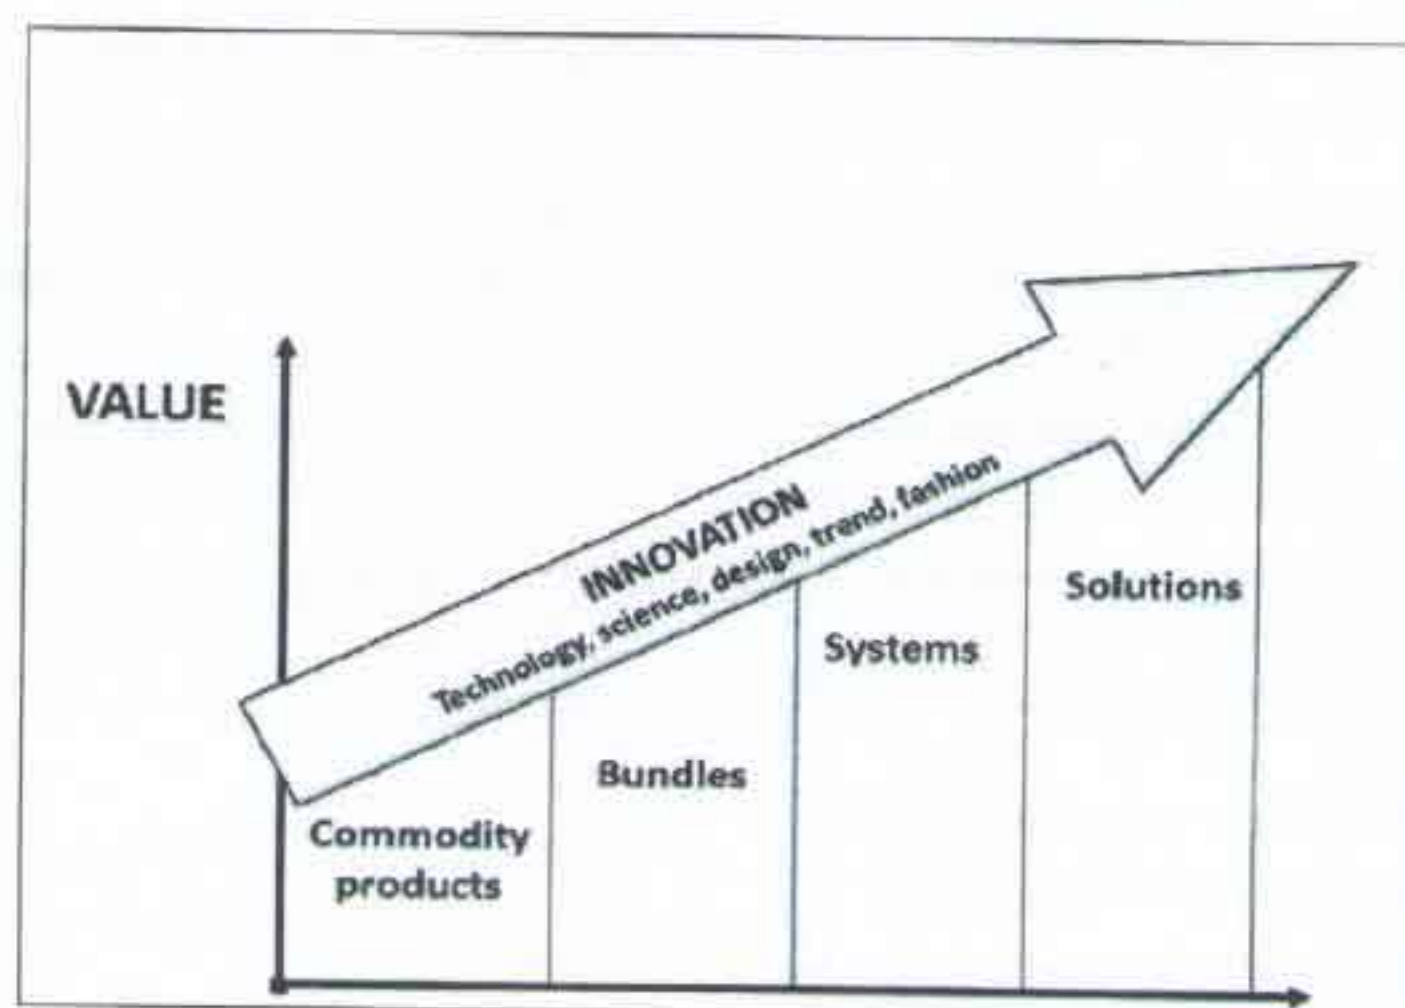 VALUE
INNOVATION
Technology, science, design, trend, fashion
Solutions
Systems
Bundles
Commodity
products